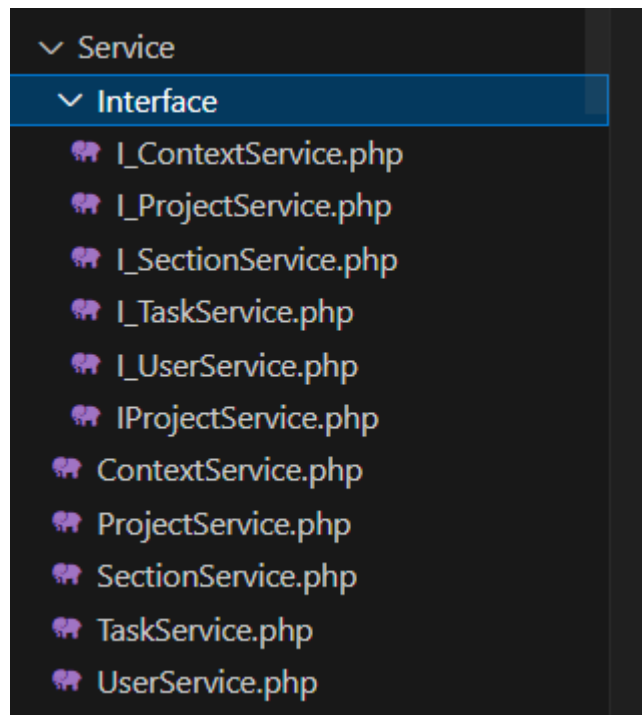 Service
Interface
I_ContextService.php
I_ProjectService.php
I_SectionService.php
I_TaskService.php
I_UserService.php
IProjectService.php
ContextService.php
ProjectService.php
SectionService.php
TaskService.php
UserService.php